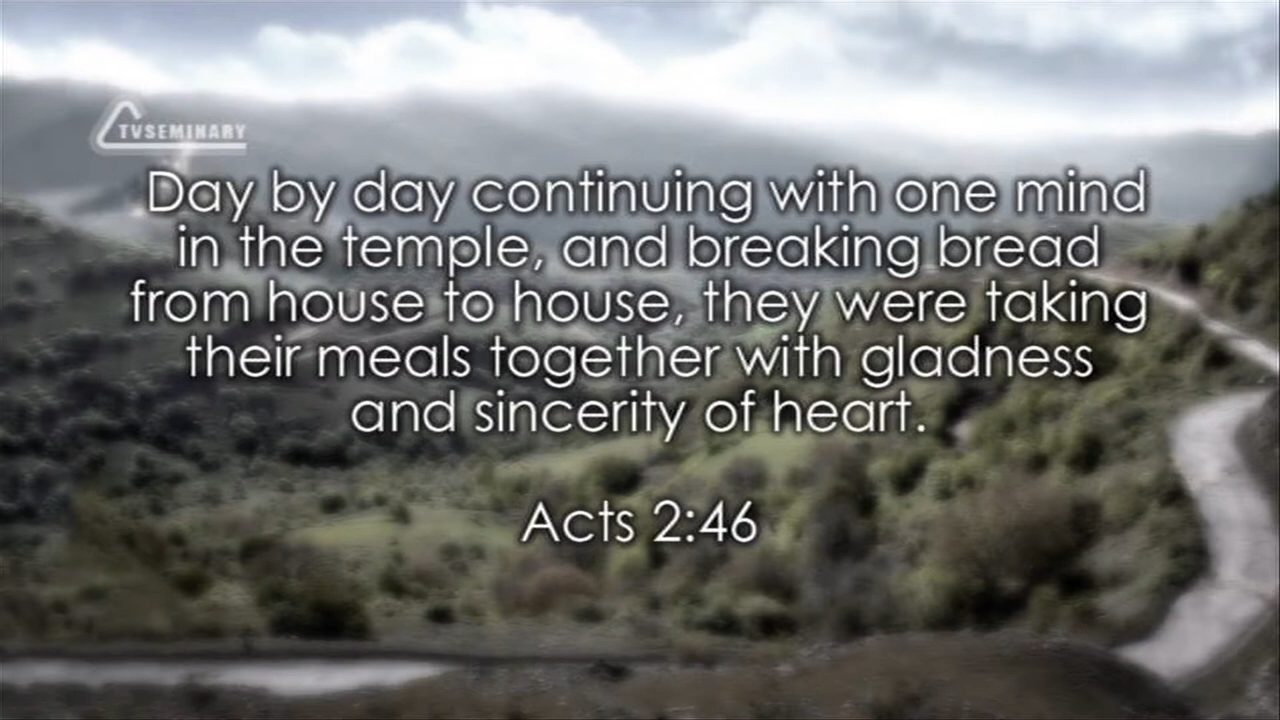 TVSEMINARY
Day by day continuing with one mind
in the temple, and breaking bread
from house to house, they were taking
their meals together with gladness
and sincerity of heart.
Acts 2:46